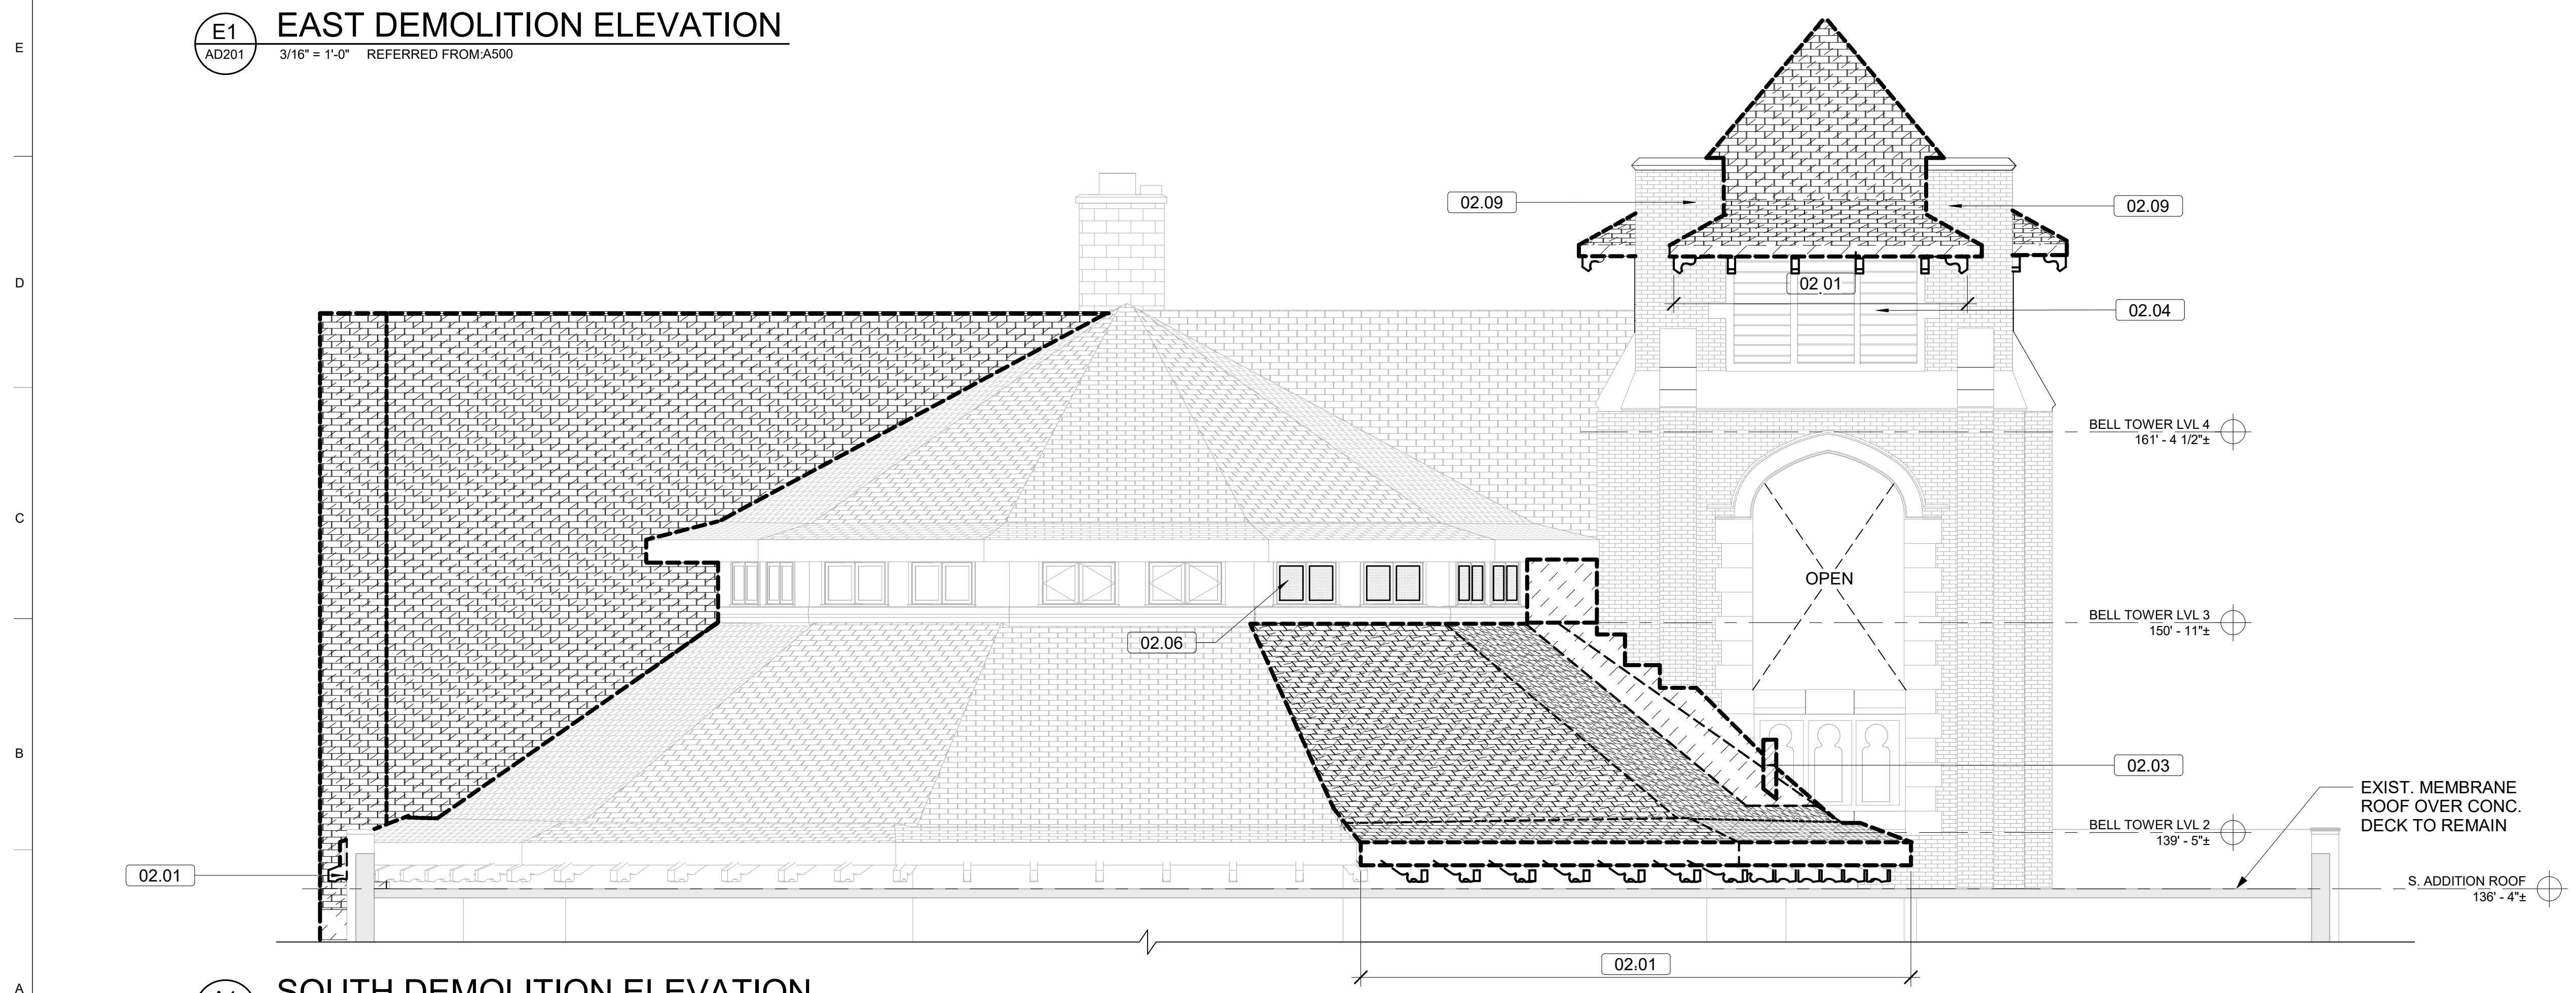 E
E1
AD201
EAST DEMOLITION ELEVATION
3/16" = 1'-0" REFERRED FROM:A500
02.09
02.09
D
02.01
02.04
BELL TOWER LVL 4
161' - 4 1/2"±
C
OPEN
BELL TOWER LVL 3
150' - 11"±
02.06
B
02.03
EXIST. MEMBRANE
ROOF OVER CONC.
DECK TO REMAIN
BELL TOWER LVL 2
139' - 5"±
02.01
S. ADDITION ROOF
136' - 4"±
02.01
A
SOUTH DEMOLITION ELEVATION